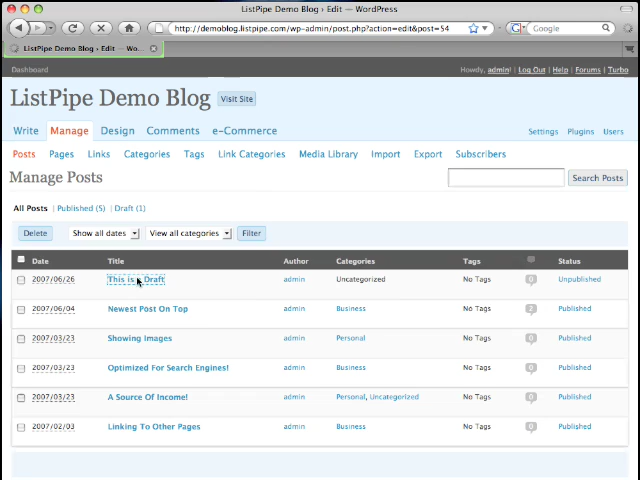 ListPipe Demo Blog › Edit — WordPress
http://demoblog.listpipe.com/wp-admin/post.php?action=edit&post=54
Google
ListPipe Demo Blog › Edit — Wo...
Dashboard
Howdy, admin! | Log Out | Help | Forums | Turbo
ListPipe Demo Blog Visit Site
Write Manage Design Comments e-Commerce Settings Plugins Users
Posts Pages Links Categories Tags Link Categories Media Library Import Export Subscribers
Manage Posts Search Posts
All Posts | Published (5) | Draft (1)
Delete Show all dates View all categories Filter
Date Title Author Categories Tags Status
2007/06/26 This is Draft admin Uncategorized No Tags 0 Unpublished
2007/06/04 Newest Post On Top admin Business No Tags 2 Published
2007/03/23 Showing Images admin Personal No Tags 0 Published
2007/03/23 Optimized For Search Engines! admin Business No Tags 0 Published
2007/03/23 A Source Of Income! admin Personal, Uncategorized No Tags 0 Published
2007/02/03 Linking To Other Pages admin Business No Tags 0 Published